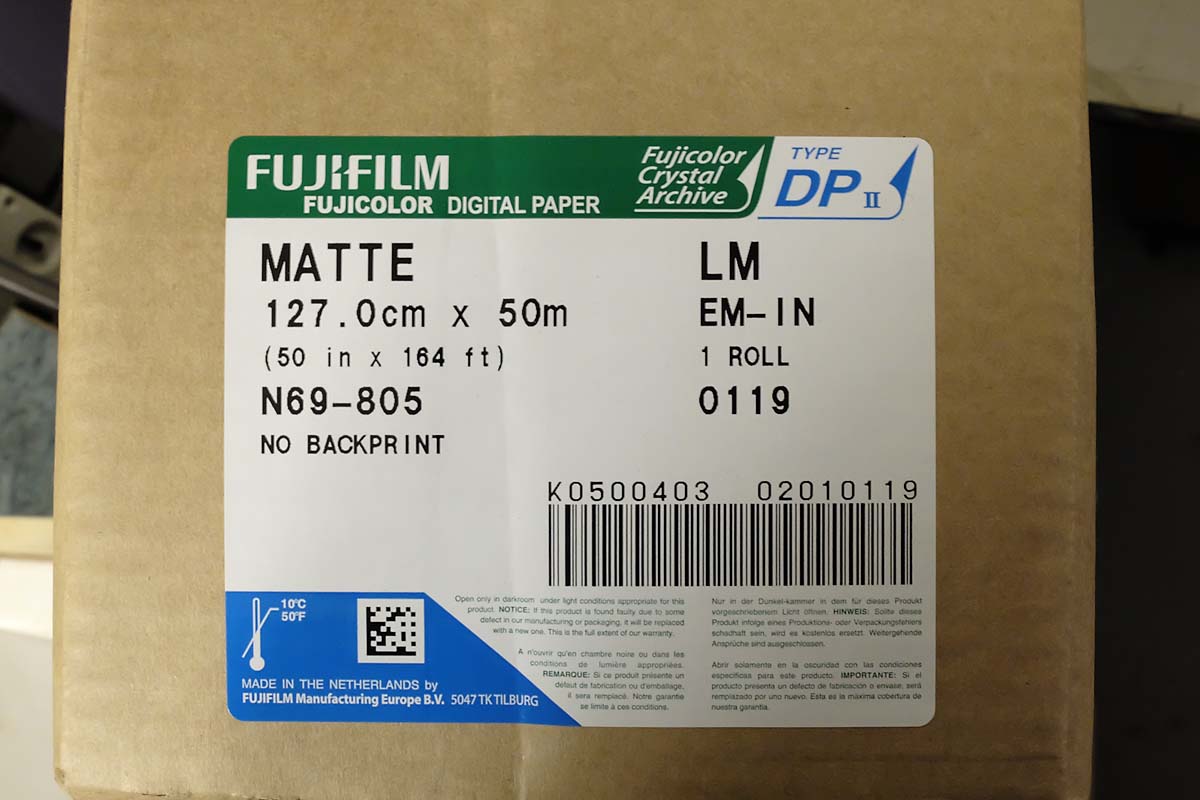 FUJIFILM
FUJICOLOR DIGITAL PAPER
Fujicolor
Crystal
Archive
TYPE
DP II
MATTE
LM
127.0cm x 50m
EM-IN
(50 in x 164 ft)
1 ROLL
N69-805
0119
NO BACKPRINT
K0500403 02010119
10°C
50°F
MADE IN THE NETHERLANDS by
FUJIFILM Manufacturing Europe B.V. 5047 TK TILBURG
Open only in darkroom under light conditions appropriate for this
product. NOTICE: If this product is found faulty due to some
defect in our manufacturing or packaging, it will be replaced
with a new one. This is the full extent of our warranty.
A n'ouvrir qu'en chambre noire ou dans les
conditions de lumière appropriées.
REMARQUE: Si ce produit présente un
défaut de fabrication ou d'emballage,
il sera remplacé. Notre garantie
se limite à ces conditions.
Nur in der Dunkel-kammer in dem für dieses Produkt
vorgeschriebenem Licht öffnen. HINWEIS: Sollte dieses
Produkt infolge eines Produktions- oder Verpackungsfehlers
schadhaft sein, wird es kostenlos ersetzt. Weitergehende
Ansprüche sind ausgeschlossen.
Abrir solamente en la oscuridad con las condiciones
específicas para este producto. IMPORTANTE: Si el
producto presenta un defecto de fabricación o envase, será
remplazado por uno nuevo. Esta es la máxima cobertura de
nuestra garantía.